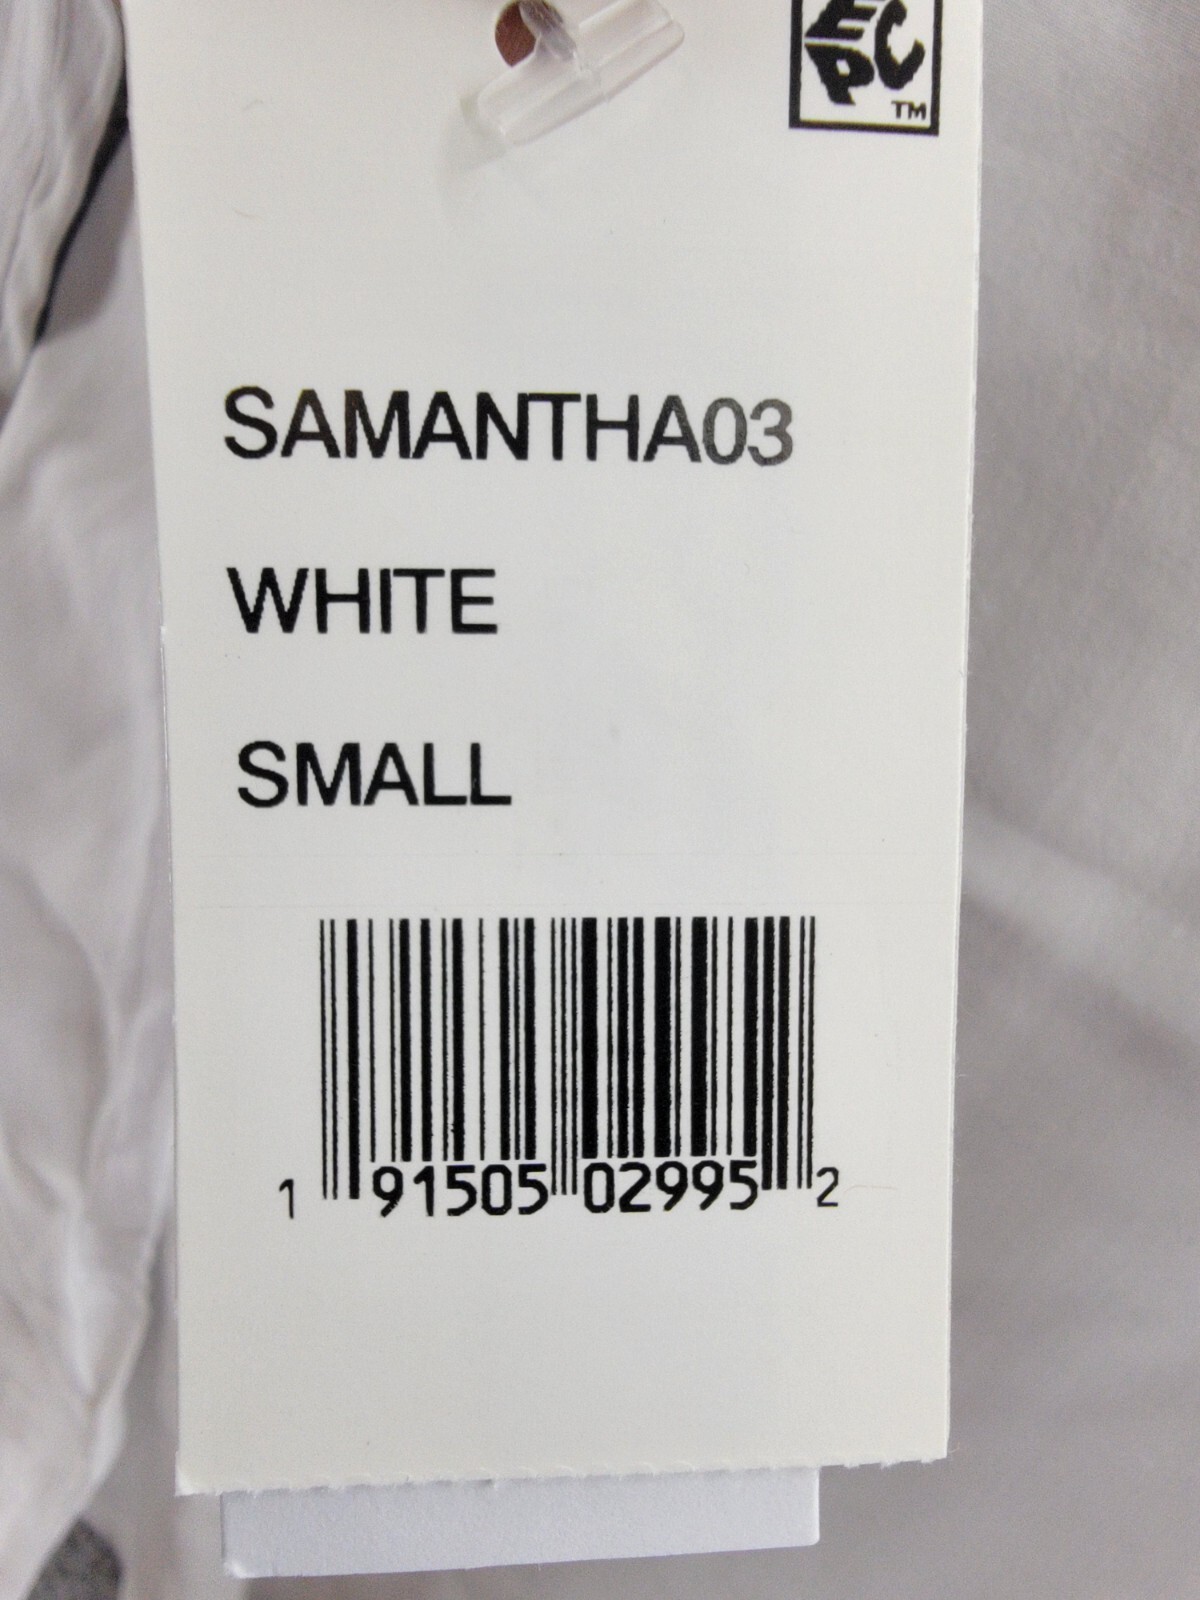 EPC
TM
SAMANTHA03
WHITE
SMALL
1 91505 02995 2